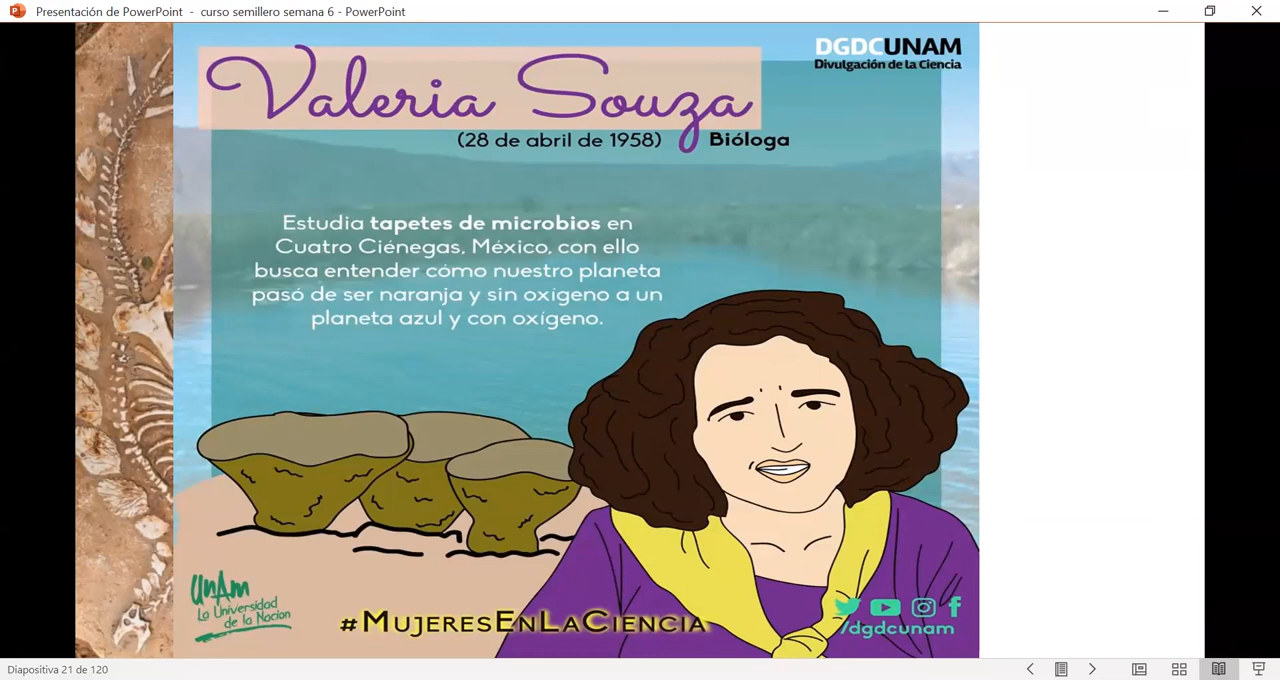 Presentación de PowerPoint - curso semillero semana 6 - PowerPoint
DGDCUNAM
Divulgación de la Ciencia
Valeria Souza
(28 de abril de 1958) Bióloga
Estudia tapetes de microbios en
Cuatro Ciénegas, México, con ello
busca entender cómo nuestro planeta
pasó de ser naranja y sin oxígeno a un
planeta azul y con oxígeno.
UNAM
La Universidad
de la Nación
#MUJERESENLACIENCIA
/dgdcunam
Diapositiva 21 de 120